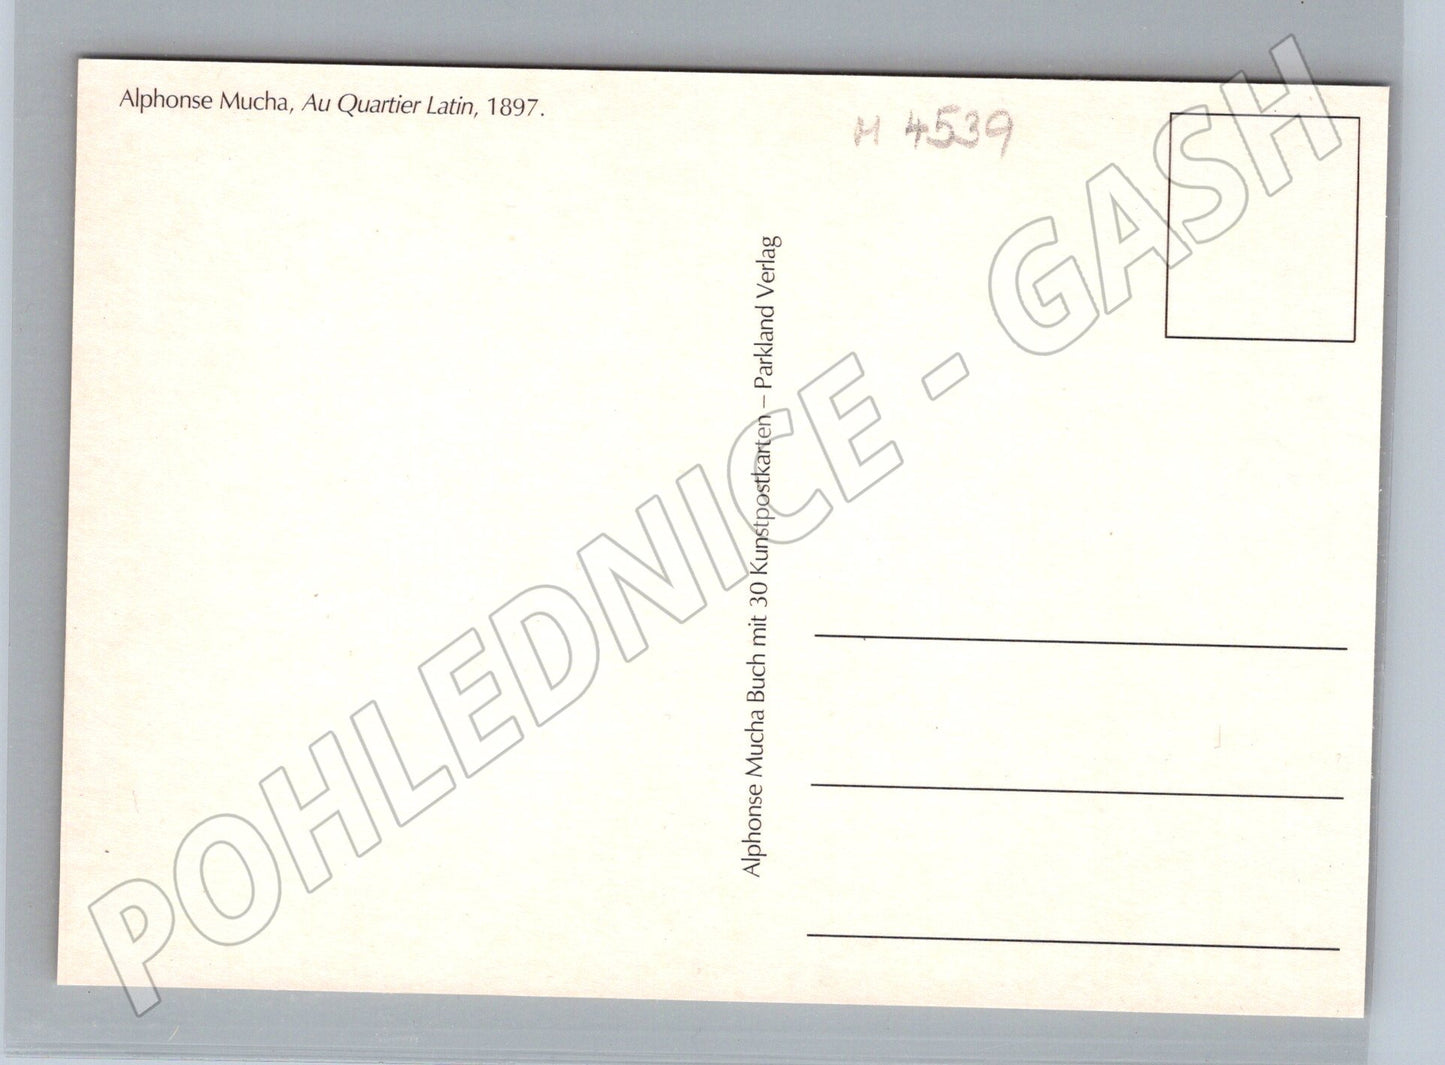 Alphonse Mucha, Au Quartier Latin, 1897.
M 4539
Alphonse Mucha Buch mit 30 Kunstpostkarten – Parkland Verlag
POHLEDNICE - GASH